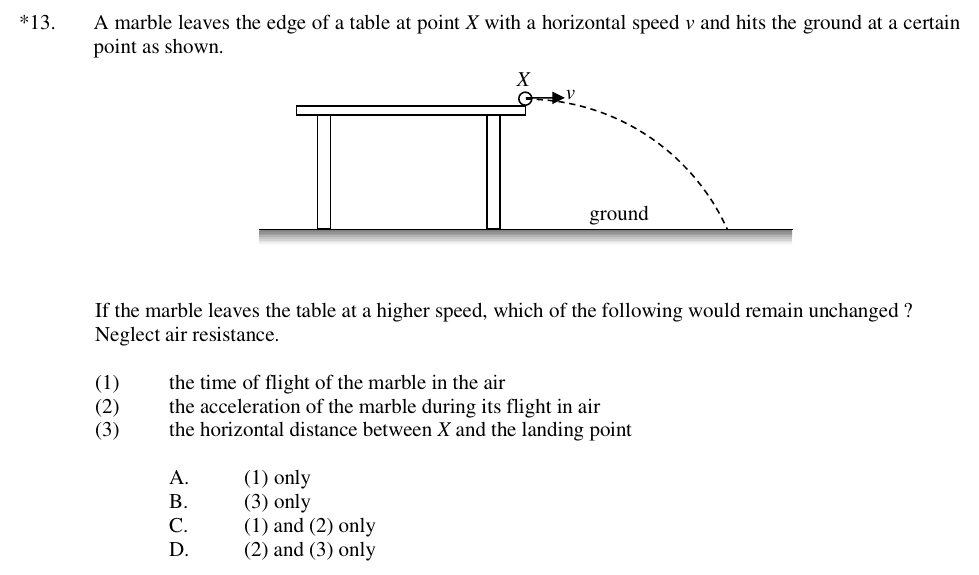 *13. A marble leaves the edge of a table at point X with a horizontal speed v and hits the ground at a certain
point as shown.
X
v
ground
If the marble leaves the table at a higher speed, which of the following would remain unchanged ?
Neglect air resistance.
(1) the time of flight of the marble in the air
(2) the acceleration of the marble during its flight in air
(3) the horizontal distance between X and the landing point
A. (1) only
B. (3) only
C. (1) and (2) only
D. (2) and (3) only